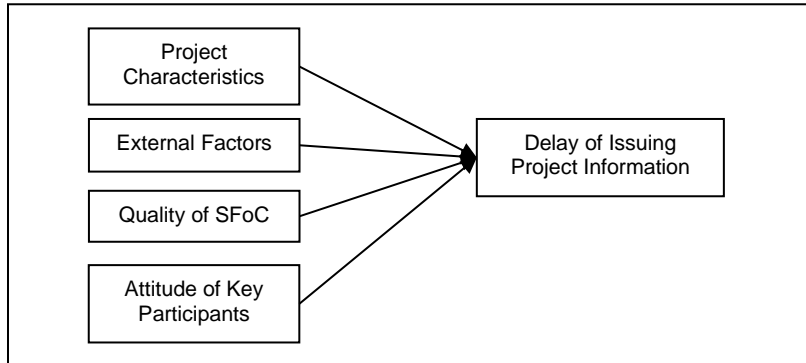 Project
Characteristics
External Factors
Quality of SFoC
Attitude of Key
Participants
Delay of Issuing
Project Information